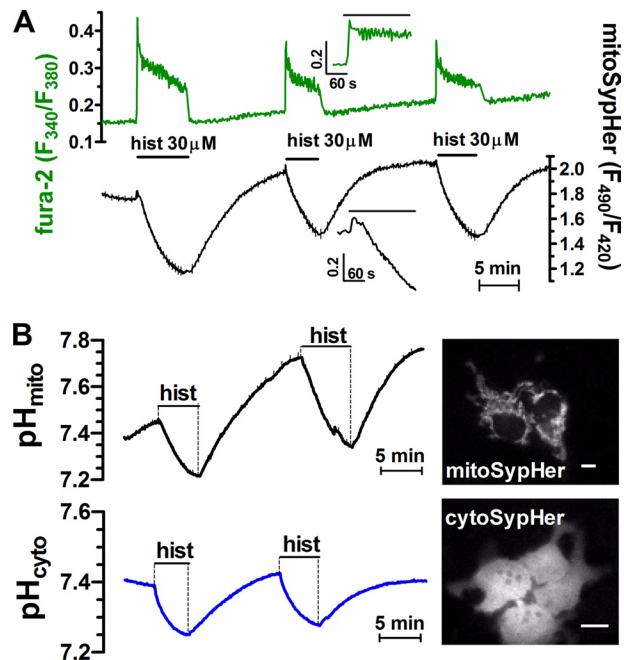 A
fura-2 (F340/F380)
0.4
0.3
0.2
0.1
0.2
60 s
hist 30μM
hist 30μM
hist 30μM
mitoSypHer (F490/F420)
2.0
1.8
1.6
1.4
1.2
0.2
60 s
5 min
B
pHmito
7.8
7.6
7.4
7.2
hist
hist
5 min
mitoSypHer
pHcyto
7.6
7.4
7.2
hist
hist
5 min
cytoSypHer